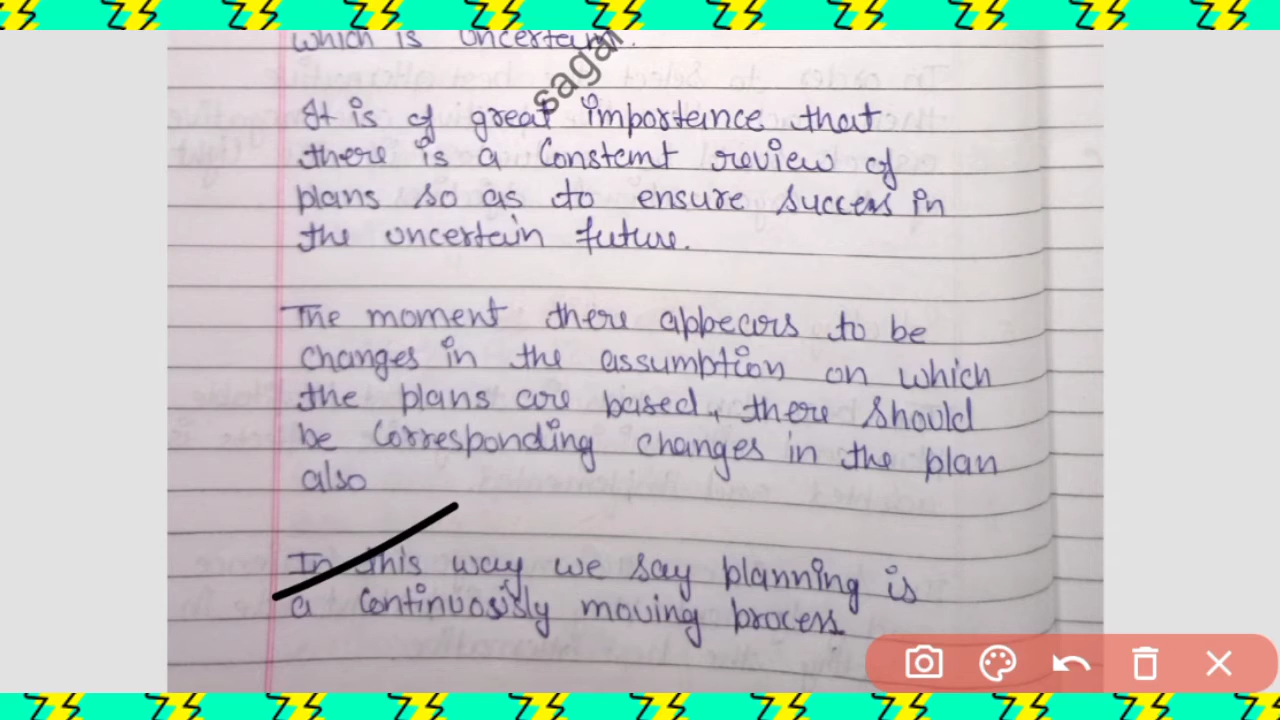 which is uncertain.
sagar
It is of great importance that
there is a Constant review of
plans so as to ensure success in
the uncertain future.
The moment there appears to be
changes in the assumption on which
the plans are based, there should
be corresponding changes in the plan
also
In this way we say planning is
a continuously moving process